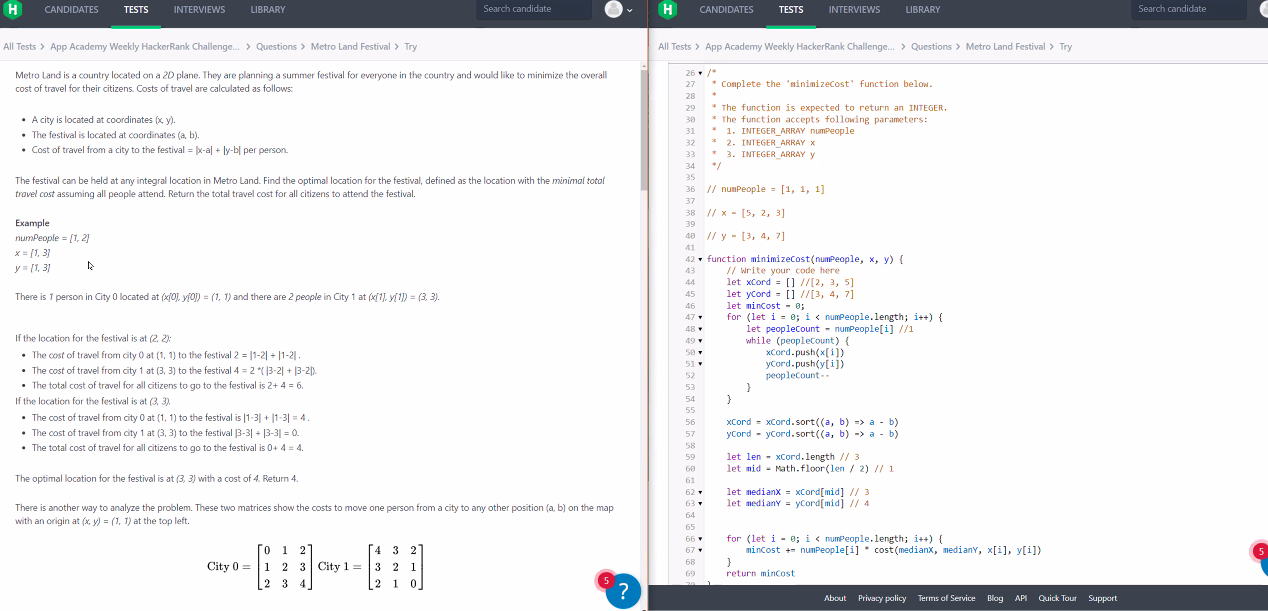 H CANDIDATES TESTS INTERVIEWS LIBRARY Search candidate
All Tests > App Academy Weekly HackerRank Challenge... > Questions > Metro Land Festival > Try
Metro Land is a country located on a 2D plane. They are planning a summer festival for everyone in the country and would like to minimize the overall
cost of travel for their citizens. Costs of travel are calculated as follows:
• A city is located at coordinates (x, y).
• The festival is located at coordinates (a, b).
• Cost of travel from a city to the festival = |x-a| + |y-b| per person.
The festival can be held at any integral location in Metro Land. Find the optimal location for the festival, defined as the location with the minimal total
travel cost assuming all people attend. Return the total travel cost for all citizens to attend the festival.
Example
numPeople = [1, 2]
x = [1, 3]
y = [1, 3]
There is 1 person in City 0 located at (x[0], y[0]) = (1, 1) and there are 2 people in City 1 at (x[1], y[1]) = (3, 3).
If the location for the festival is at (2, 2):
• The cost of travel from city 0 at (1, 1) to the festival 2 = |1-2| + |1-2| .
• The cost of travel from city 1 at (3, 3) to the festival 4 = 2 *( |3-2| + |3-2|).
• The total cost of travel for all citizens to go to the festival is 2+ 4 = 6.
If the location for the festival is at (3, 3).
• The cost of travel from city 0 at (1, 1) to the festival is |1-3| + |1-3| = 4 .
• The cost of travel from city 1 at (3, 3) to the festival |3-3| + |3-3| = 0.
• The total cost of travel for all citizens to go to the festival is 0+ 4 = 4.
The optimal location for the festival is at (3, 3) with a cost of 4. Return 4.
There is another way to analyze the problem. These two matrices show the costs to move one person from a city to any other position (a, b) on the map
with an origin at (x, y) = (1, 1) at the top left.
0 1 2 4 3 2
City 0 = 1 2 3 City 1 = 3 2 1
2 3 4 2 1 0
5 ?
H CANDIDATES TESTS INTERVIEWS LIBRARY Search candidate
All Tests > App Academy Weekly HackerRank Challenge... > Questions > Metro Land Festival > Try
26 /*
27 * Complete the 'minimizeCost' function below.
28 *
29 * The function is expected to return an INTEGER.
30 * The function accepts following parameters:
31 * 1. INTEGER_ARRAY numPeople
32 * 2. INTEGER_ARRAY x
33 * 3. INTEGER_ARRAY y
34 */
35
36 // numPeople = [1, 1, 1]
37
38 // x = [5, 2, 3]
39
40 // y = [3, 4, 7]
41
42 function minimizeCost(numPeople, x, y) {
43 // Write your code here
44 let xCord = [] //[2, 3, 5]
45 let yCord = [] //[3, 4, 7]
46 let minCost = 0;
47 for (let i = 0; i < numPeople.length; i++) {
48 let peopleCount = numPeople[i] //1
49 while (peopleCount) {
50 xCord.push(x[i])
51 yCord.push(y[i])
52 peopleCount--
53 }
54 }
55
56 xCord = xCord.sort((a, b) => a - b)
57 yCord = yCord.sort((a, b) => a - b)
58
59 let len = xCord.length // 3
60 let mid = Math.floor(len / 2) // 1
61
62 let medianX = xCord[mid] // 3
63 let medianY = yCord[mid] // 4
64
65
66 for (let i = 0; i < numPeople.length; i++) {
67 minCost += numPeople[i] * cost(medianX, medianY, x[i], y[i])
68 }
69 return minCost
5
About Privacy policy Terms of Service Blog API Quick Tour Support